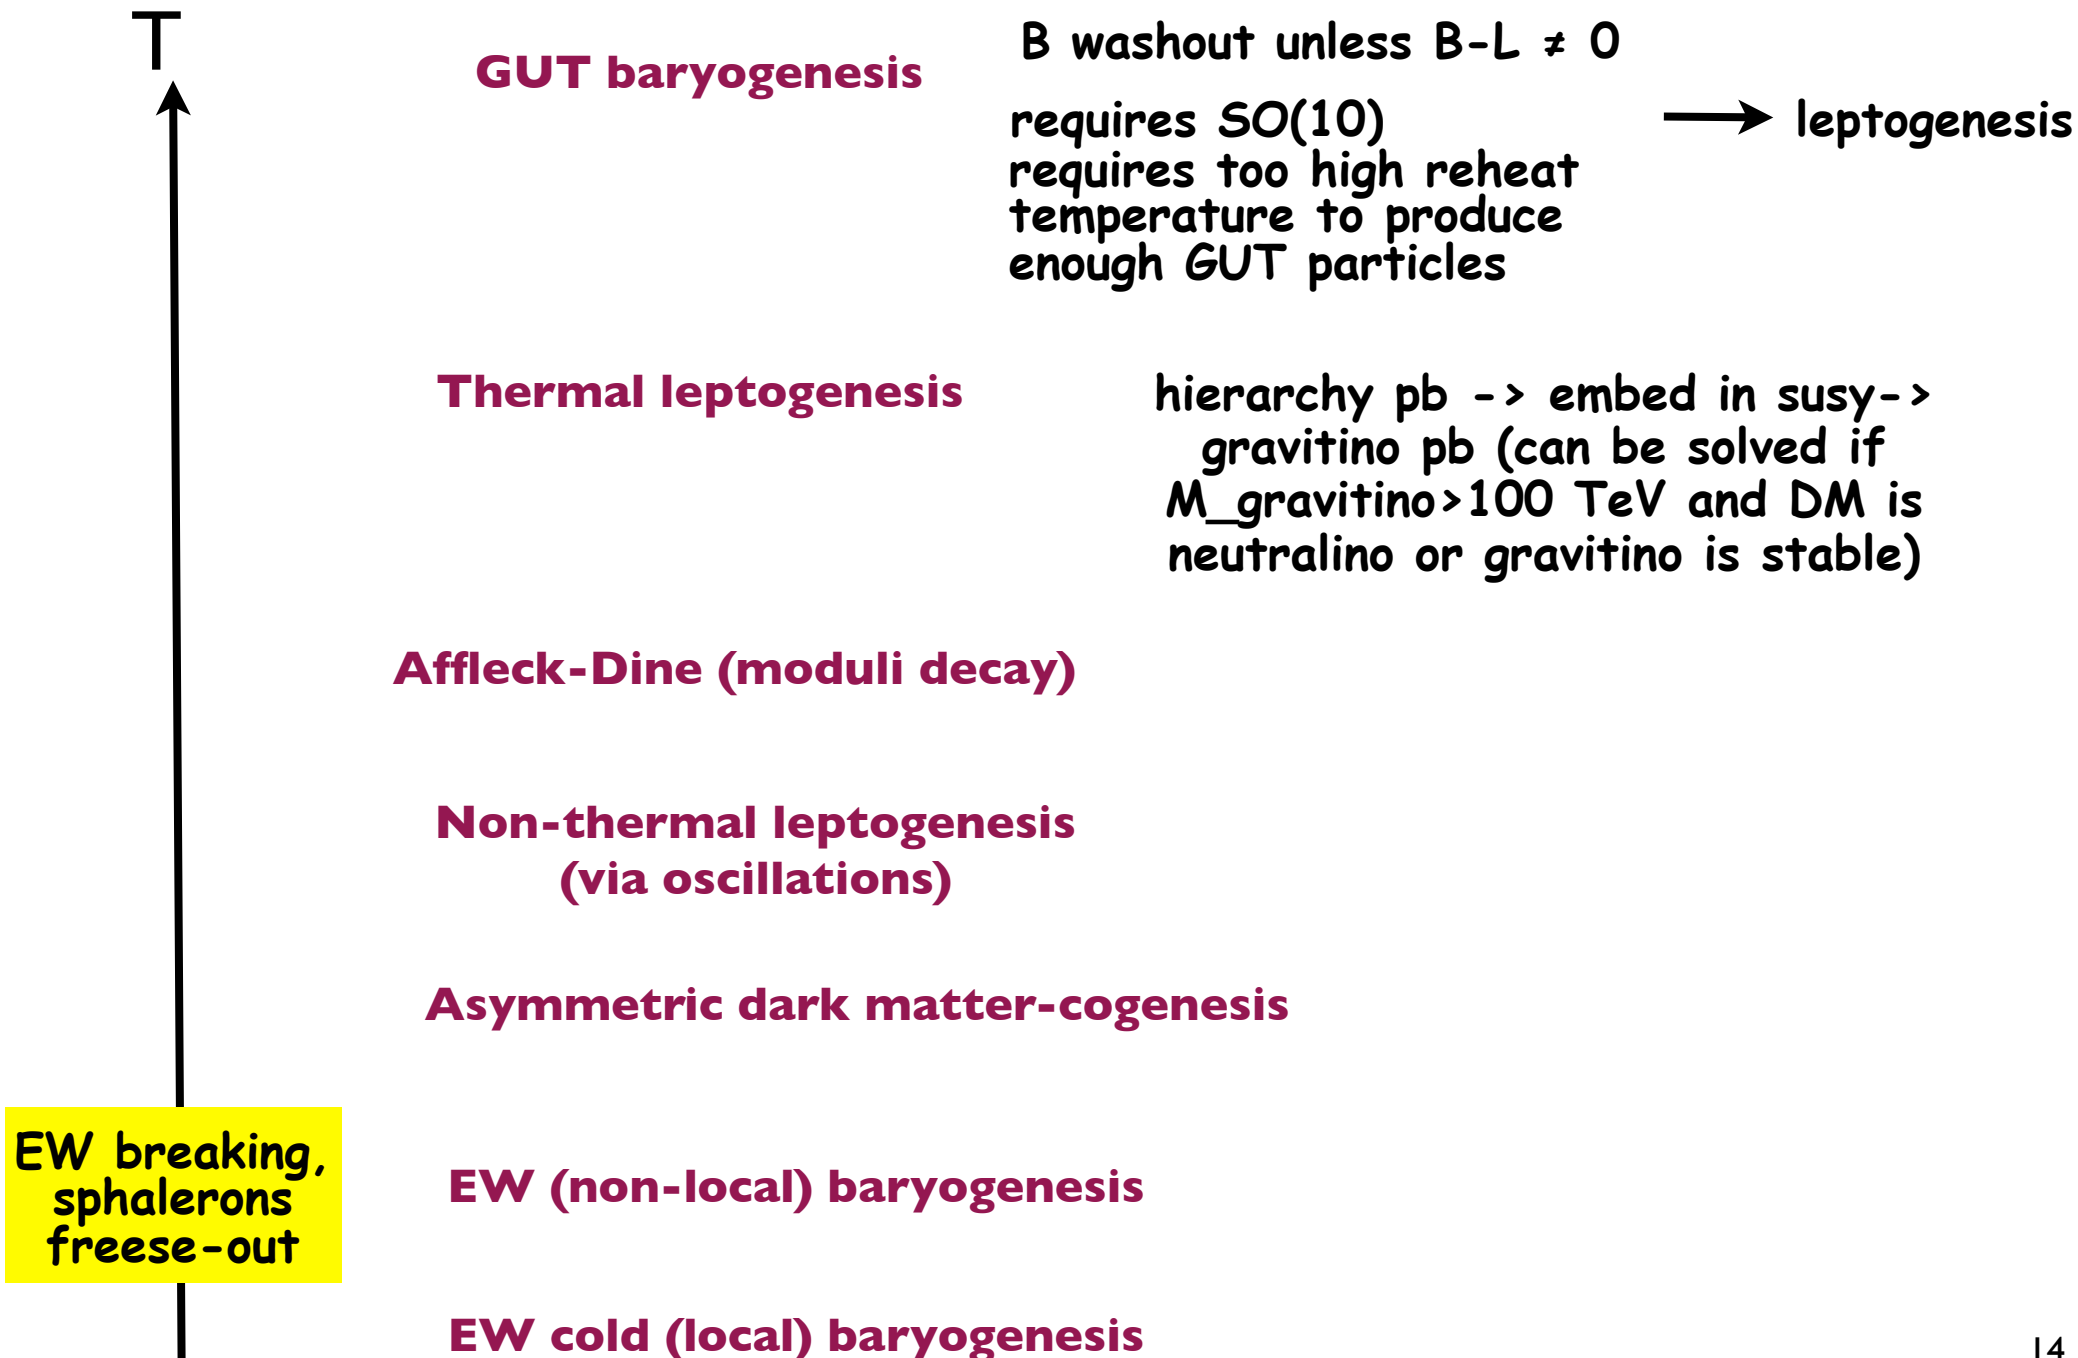 T
GUT baryogenesis
B washout unless B-L ≠ 0
requires SO(10)
→ leptogenesis
requires too high reheat
temperature to produce
enough GUT particles
Thermal leptogenesis
hierarchy pb -> embed in susy->
gravitino pb (can be solved if
M_gravitino>100 TeV and DM is
neutralino or gravitino is stable)
Affleck-Dine (moduli decay)
Non-thermal leptogenesis
(via oscillations)
Asymmetric dark matter-cogenesis
EW breaking,
sphalerons
freese-out
EW (non-local) baryogenesis
EW cold (local) baryogenesis
14